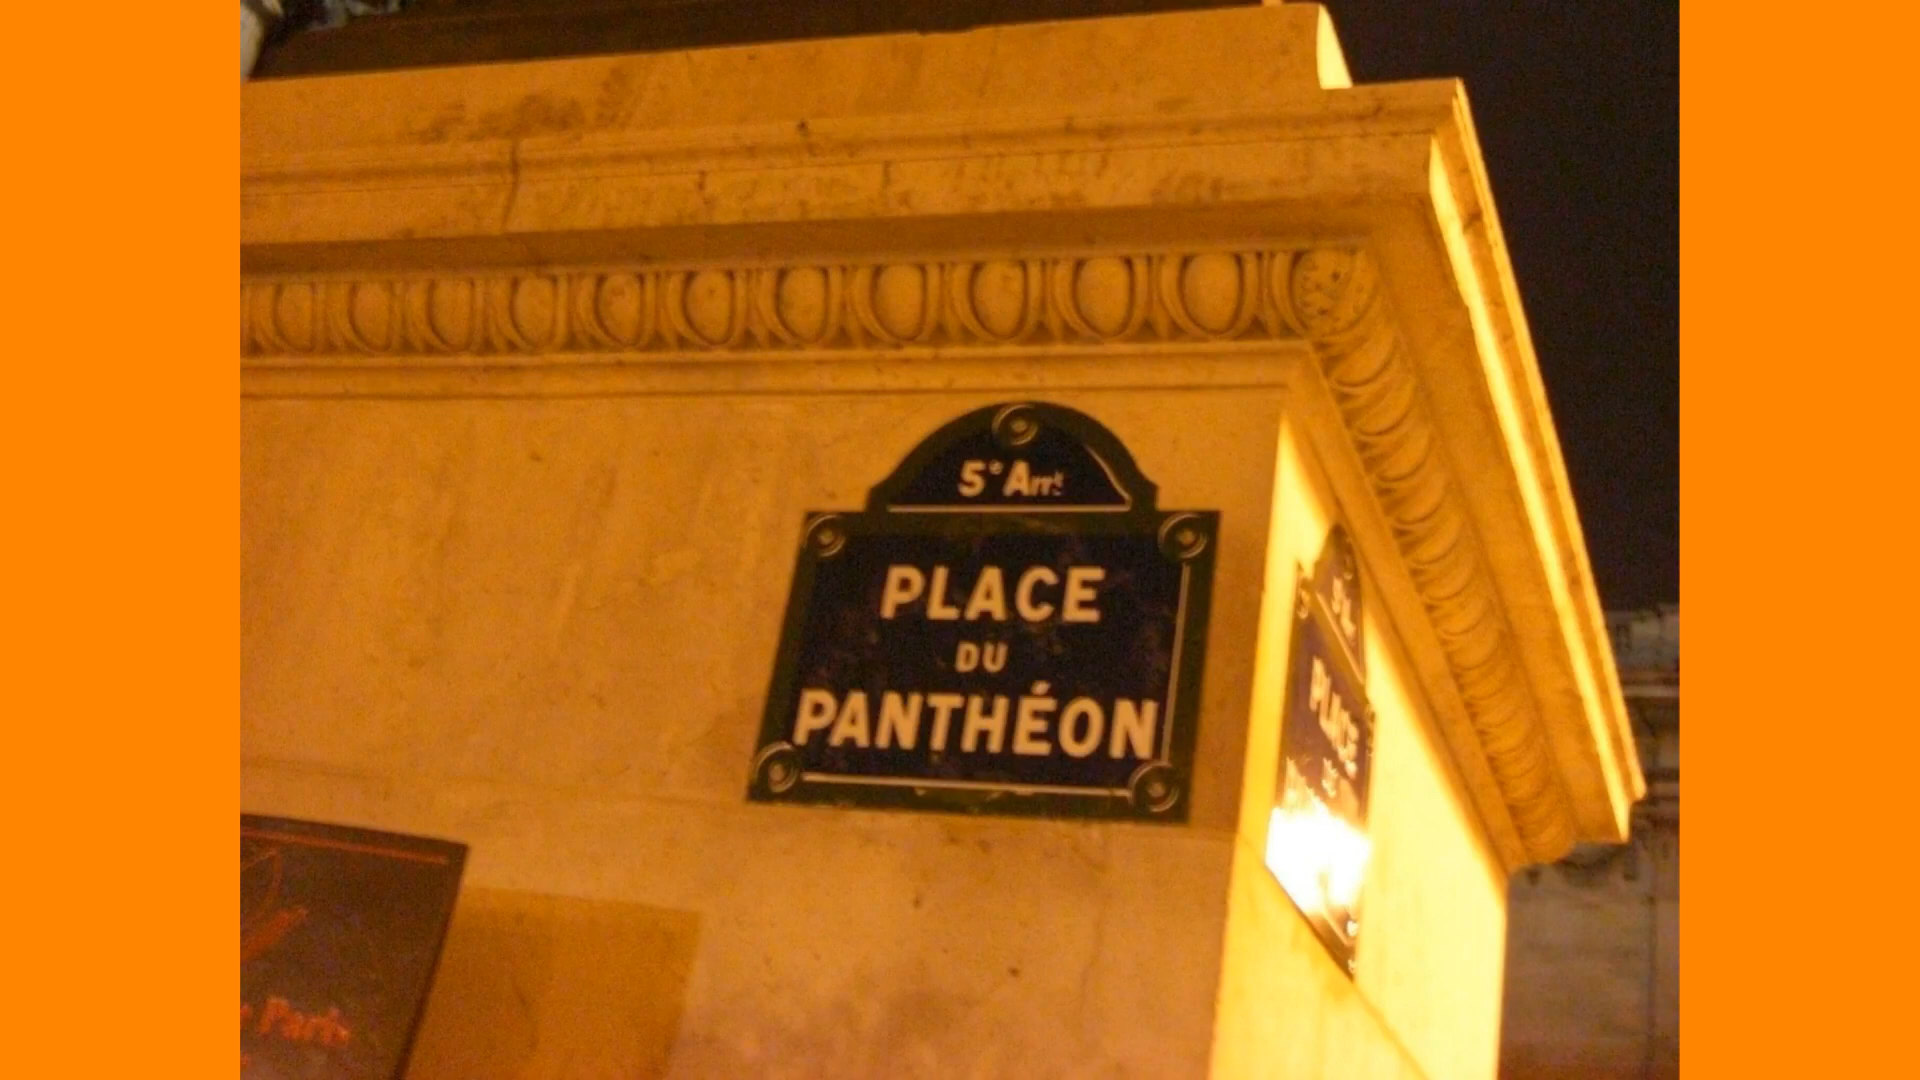 5e Arrt
PLACE
DU
PANTHÉON
PLACE
Paris